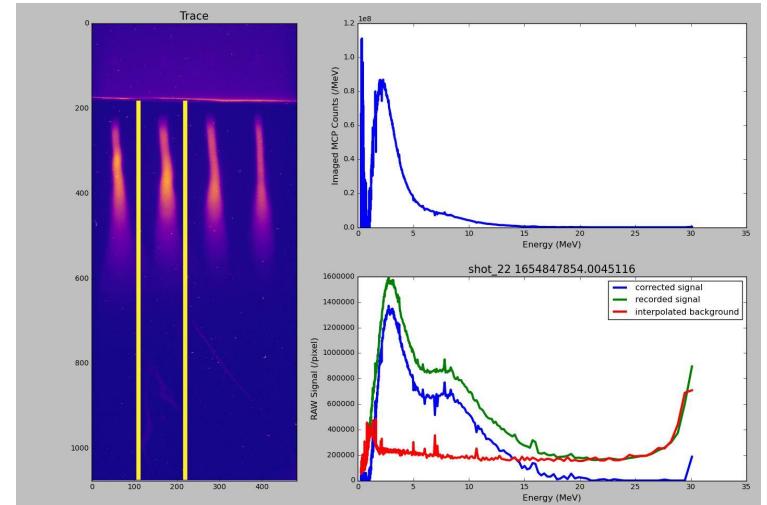 Trace
0
200
400
600
800
1000
0 100 200 300 400
1e8
1.2
1.0
0.8
0.6
0.4
0.2
0.0
Imaged MCP Counts (/MeV)
0 5 10 15 20 25 30 35
Energy (MeV)
shot_22 1654847854.0045116
1600000
1400000
1200000
1000000
800000
600000
400000
200000
0
RAW Signal (/pixel)
corrected signal
recorded signal
interpolated background
0 5 10 15 20 25 30 35
Energy (MeV)